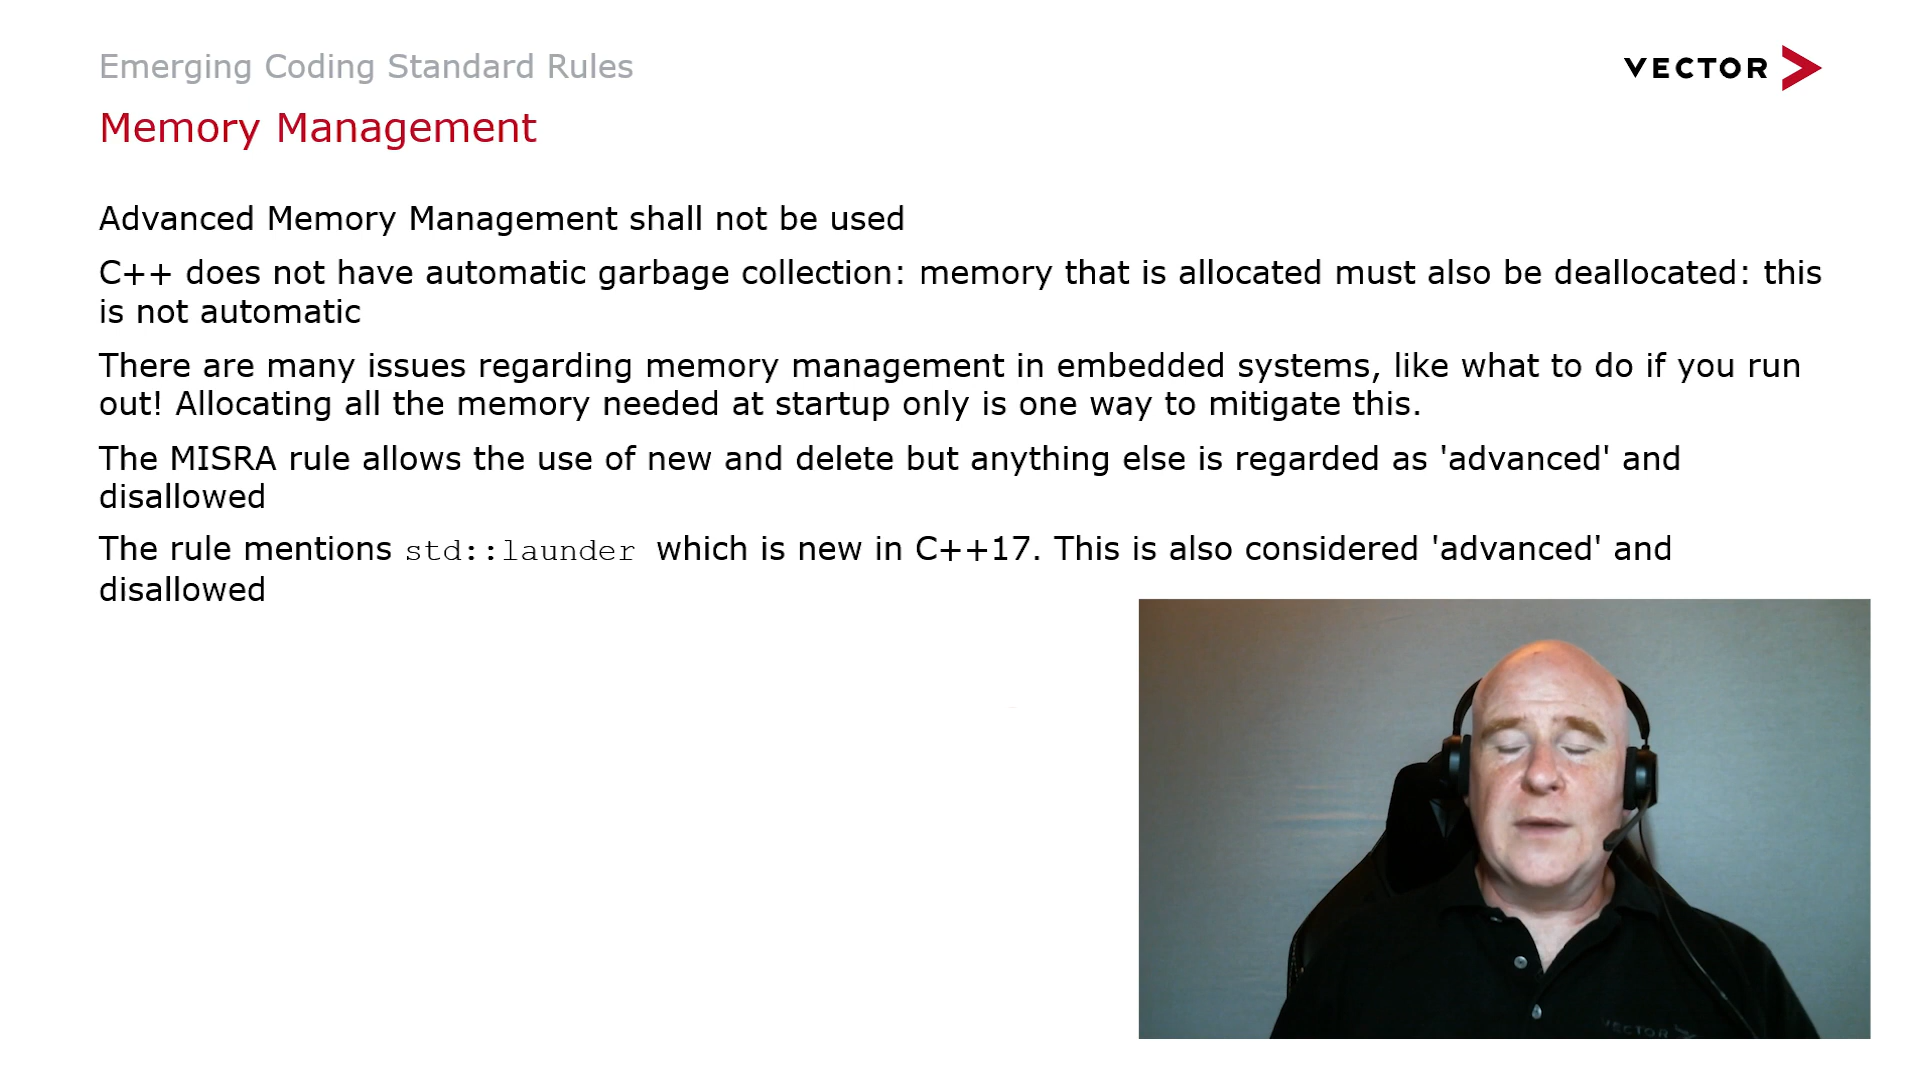 Emerging Coding Standard Rules
VECTOR
Memory Management
Advanced Memory Management shall not be used
C++ does not have automatic garbage collection: memory that is allocated must also be deallocated: this
is not automatic
There are many issues regarding memory management in embedded systems, like what to do if you run
out! Allocating all the memory needed at startup only is one way to mitigate this.
The MISRA rule allows the use of new and delete but anything else is regarded as 'advanced' and
disallowed
The rule mentions std::launder which is new in C++17. This is also considered 'advanced' and
disallowed
VECTOR